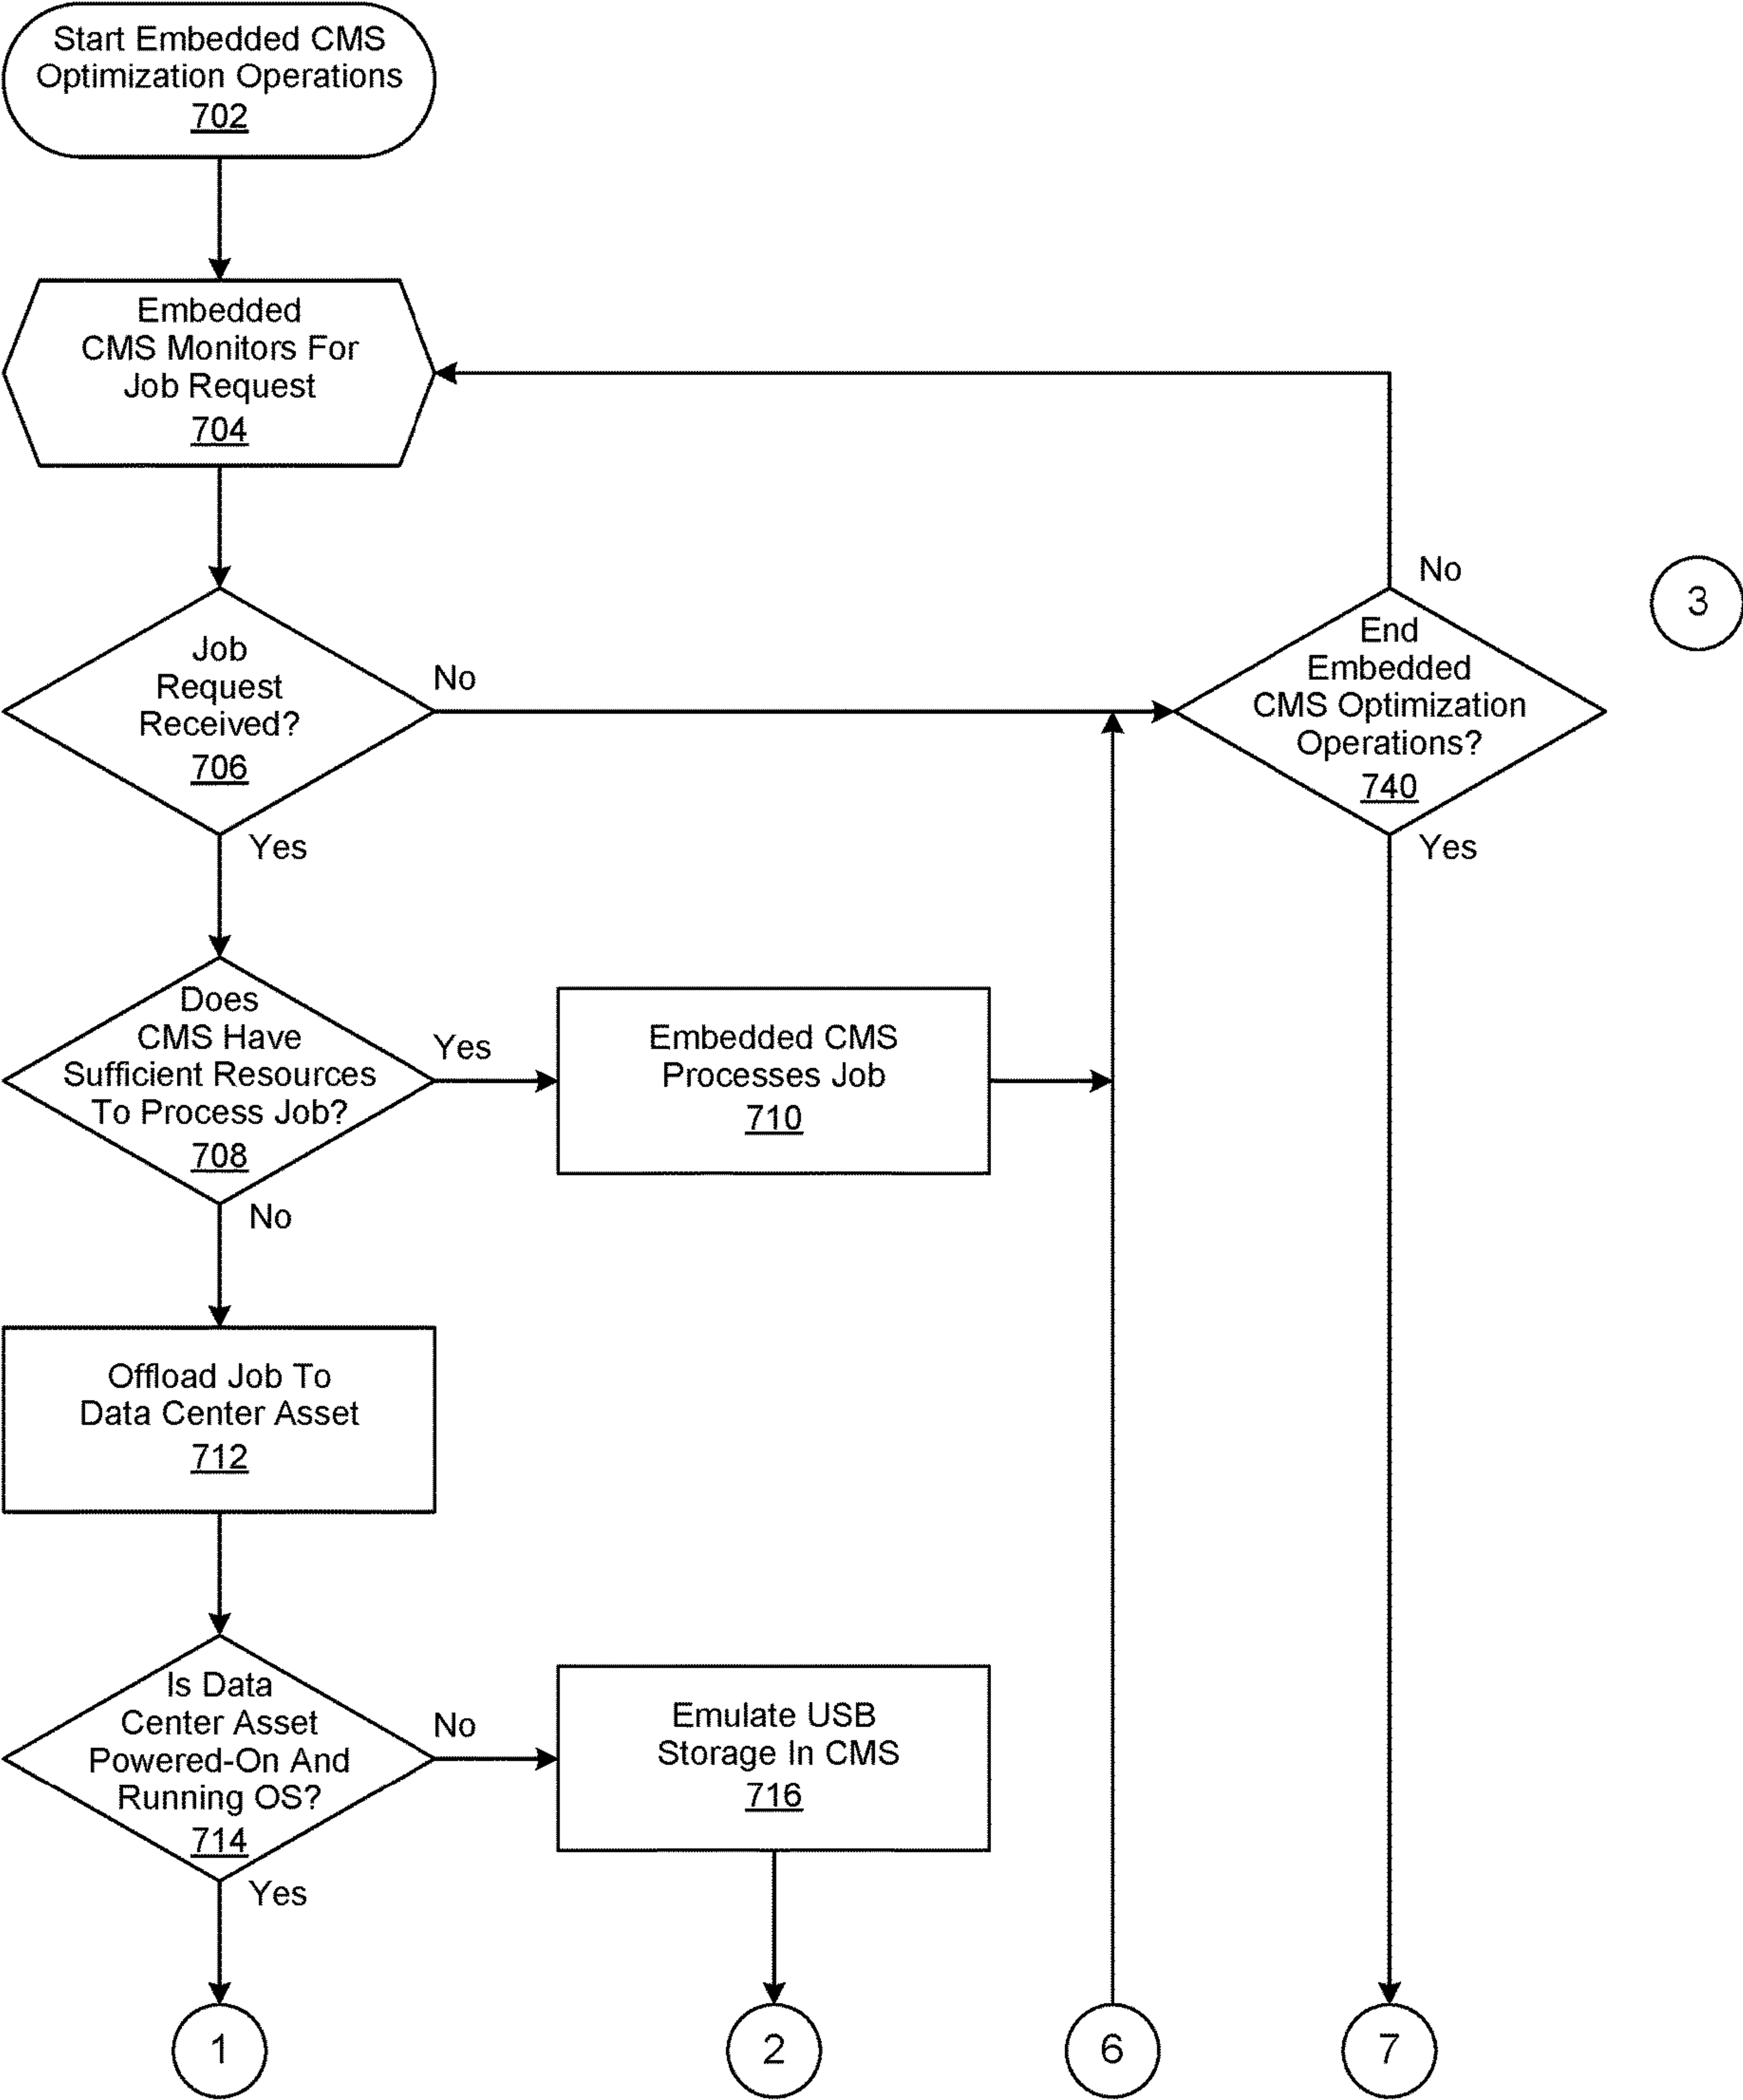 Start Embedded CMS
Optimization Operations
702
Embedded
CMS Monitors For
Job Request
704
No
3
Job
Request
Received?
706
No
End
Embedded
CMS Optimization
Operations?
740
Yes
Yes
Does
CMS Have
Sufficient Resources
To Process Job?
708
Yes
Embedded CMS
Processes Job
710
No
Offload Job To
Data Center Asset
712
Is Data
Center Asset
Powered-On And
Running OS?
714
No
Emulate USB
Storage In CMS
716
Yes
1
2
6
7